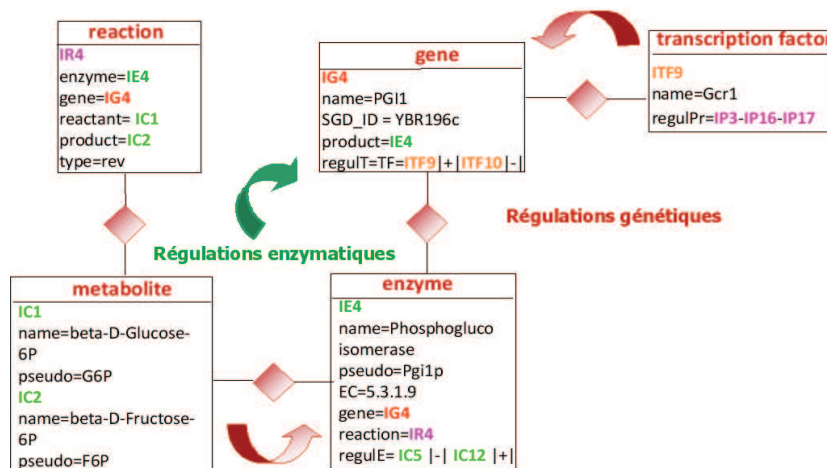 reaction
IR4
enzyme=IE4
gene=IG4
reactant= IC1
product=IC2
type=rev
gene
IG4
name=PGI1
SGD_ID = YBR196c
product=IE4
regulT=TF=ITF9|+|ITF10|-|
transcription factor
ITF9
name=Gcr1
regulPr=IP3-IP16-IP17
Régulations enzymatiques
Régulations génétiques
metabolite
IC1
name=beta-D-Glucose-
6P
pseudo=G6P
IC2
name=beta-D-Fructose-
6P
pseudo=F6P
enzyme
IE4
name=Phosphogluco
isomerase
pseudo=Pgi1p
EC=5.3.1.9
gene=IG4
reaction=IR4
regulE= IC5 |-| IC12 |+|